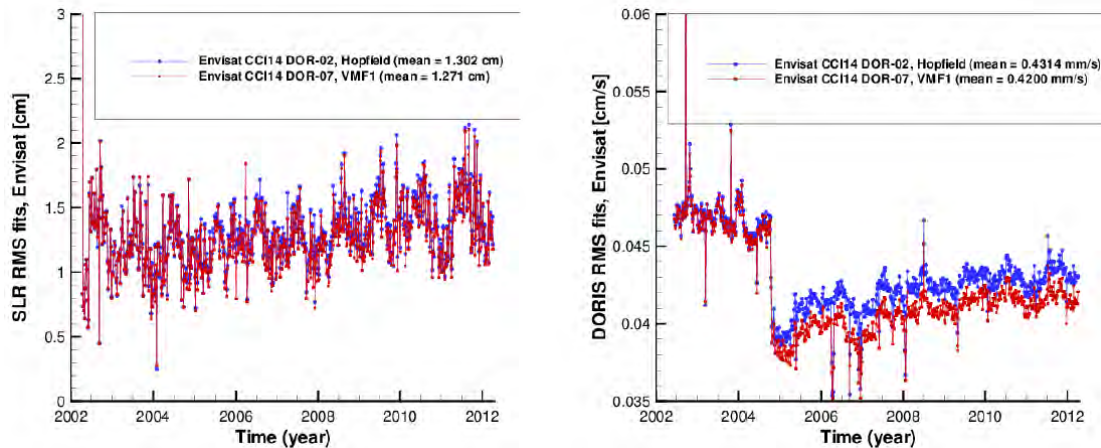 3
2.5
2
1.5
1
0.5
0
SLR RMS fits, Envisat [cm]
Envisat CCI14 DOR-02, Hopfield (mean = 1.302 cm)
Envisat CCI14 DOR-07, VMF1 (mean = 1.271 cm)
2002 2004 2006 2008 2010 2012
Time (year)
0.06
0.055
0.05
0.045
0.04
0.035
DORIS RMS fits, Envisat [cm/s]
Envisat CCI14 DOR-02, Hopfield (mean = 0.4314 mm/s)
Envisat CCI14 DOR-07, VMF1 (mean = 0.4200 mm/s)
2002 2004 2006 2008 2010 2012
Time (year)